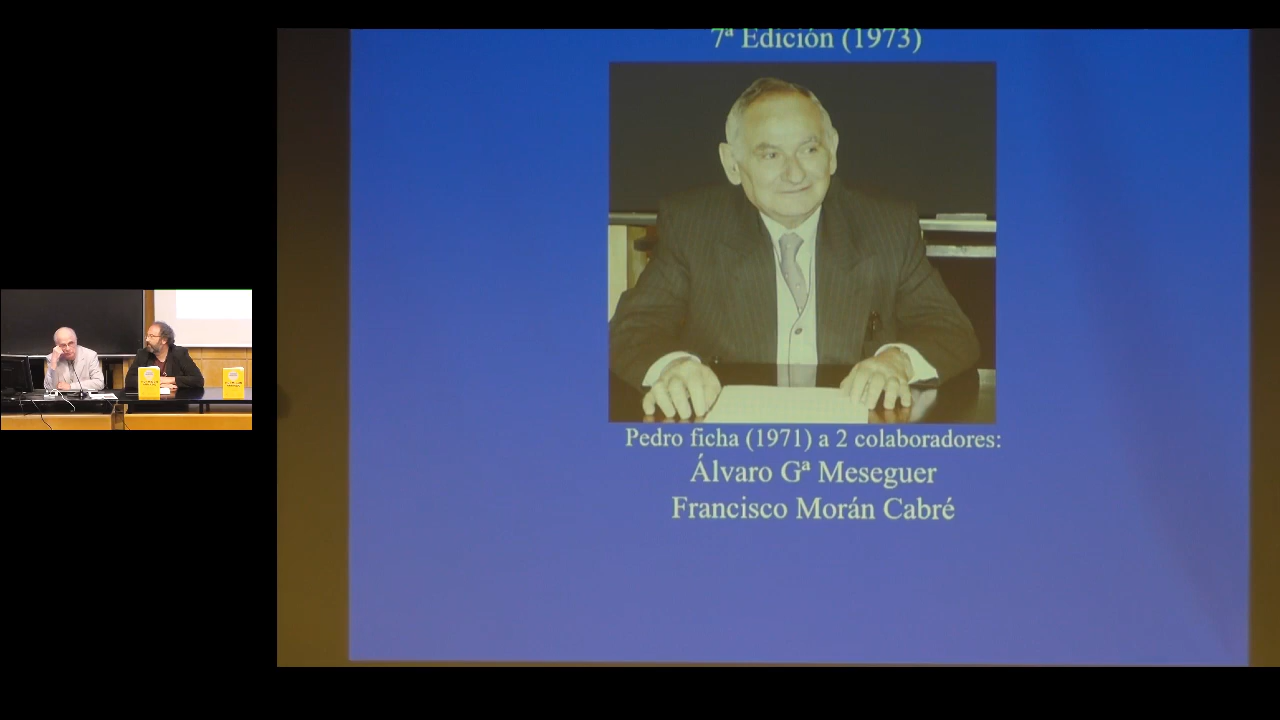 7ª Edición (1973)
Pedro ficha (1971) a 2 colaboradores:
Álvaro Gª Meseguer
Francisco Morán Cabré